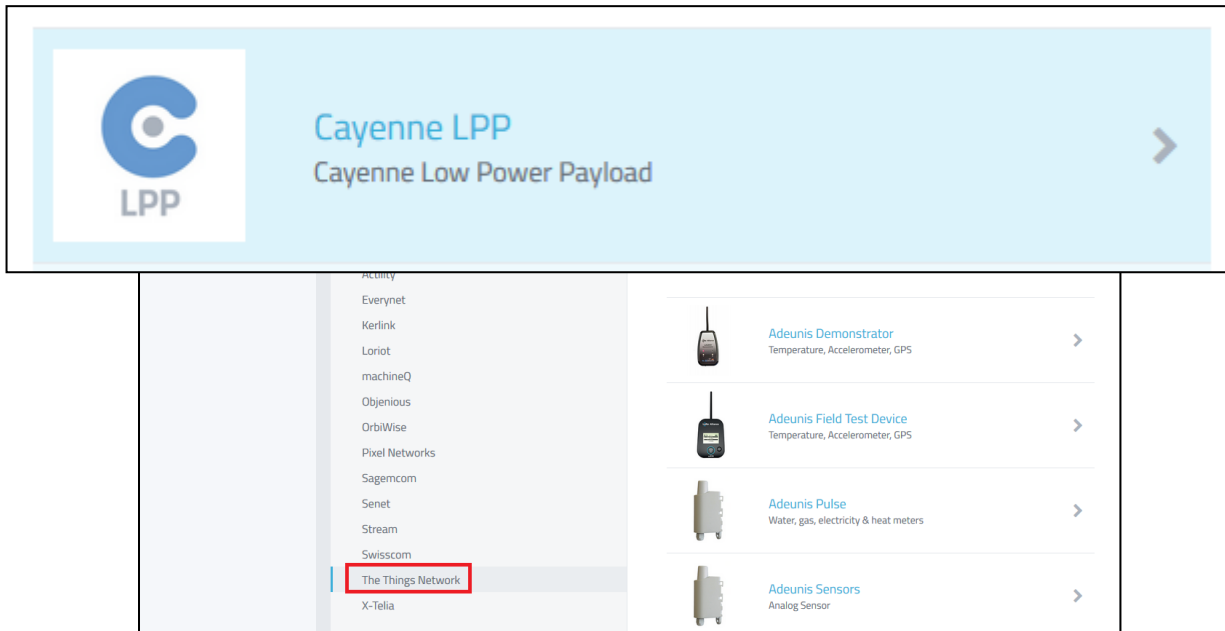 LPP
Cayenne LPP
Cayenne Low Power Payload
Actility
Everynet
Kerlink
Loriot
machineQ
Objenious
OrbiWise
Pixel Networks
Sagemcom
Senet
Stream
Swisscom
The Things Network
X-Telia
Adeunis Demonstrator
Temperature, Accelerometer, GPS
Adeunis Field Test Device
Temperature, Accelerometer, GPS
Adeunis Pulse
Water, gas, electricity & heat meters
Adeunis Sensors
Analog Sensor